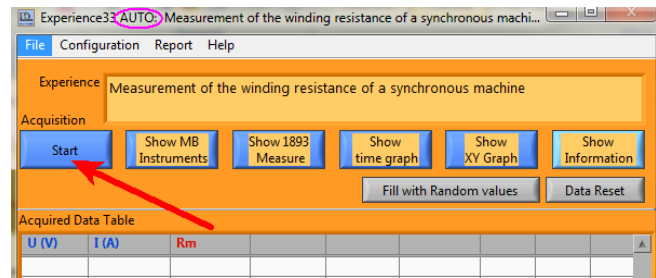 Experience33 AUTO: Measurement of the winding resistance of a synchronous machi...
File Configuration Report Help
Experience
Measurement of the winding resistance of a synchronous machine
Acquisition
Start
Show MB Instruments
Show 1893 Measure
Show time graph
Show XY Graph
Show Information
Fill with Random values
Data Reset
Acquired Data Table
U (V) I (A) Rm